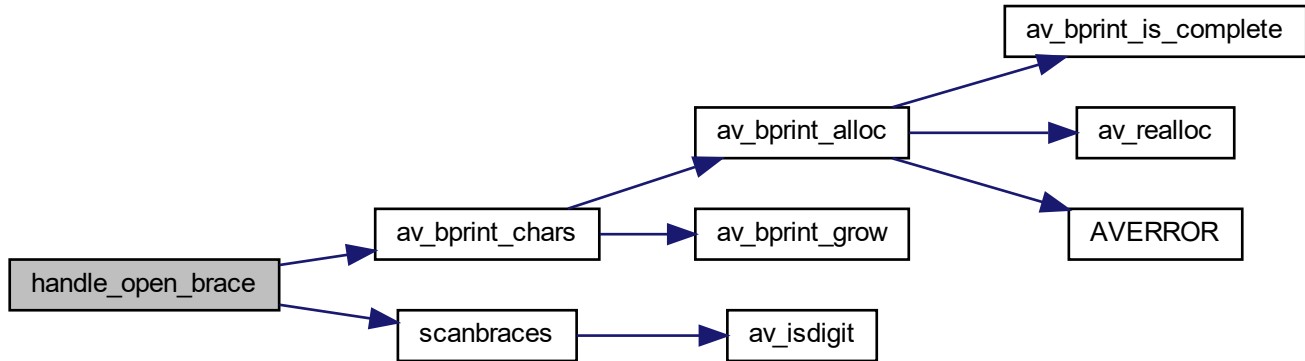 av_bprint_is_complete
av_bprint_alloc
av_realloc
av_bprint_chars
av_bprint_grow
AVERROR
handle_open_brace
scanbraces
av_isdigit